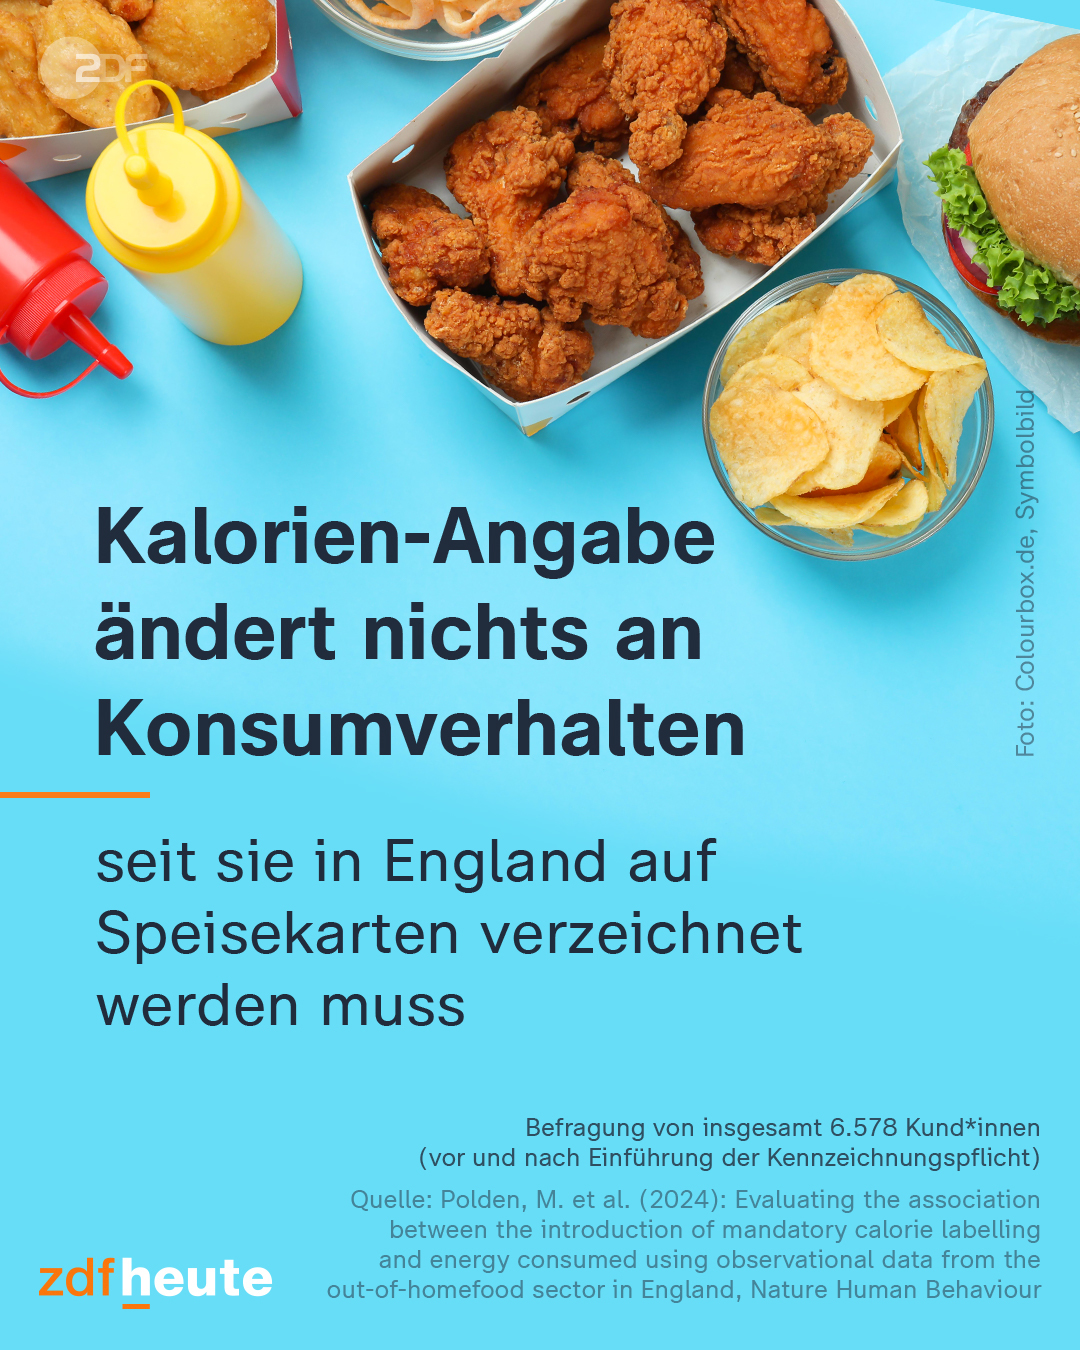 ZDF
Kalorien-Angabe
ändert nichts an
Konsumverhalten
seit sie in England auf
Speisekarten verzeichnet
werden muss
Foto: Colourbox.de, Symbolbild
Befragung von insgesamt 6.578 Kund*innen
(vor und nach Einführung der Kennzeichnungspflicht)
Quelle: Polden, M. et al. (2024): Evaluating the association
between the introduction of mandatory calorie labelling
and energy consumed using observational data from the
out-of-homefood sector in England, Nature Human Behaviour
zdfheute